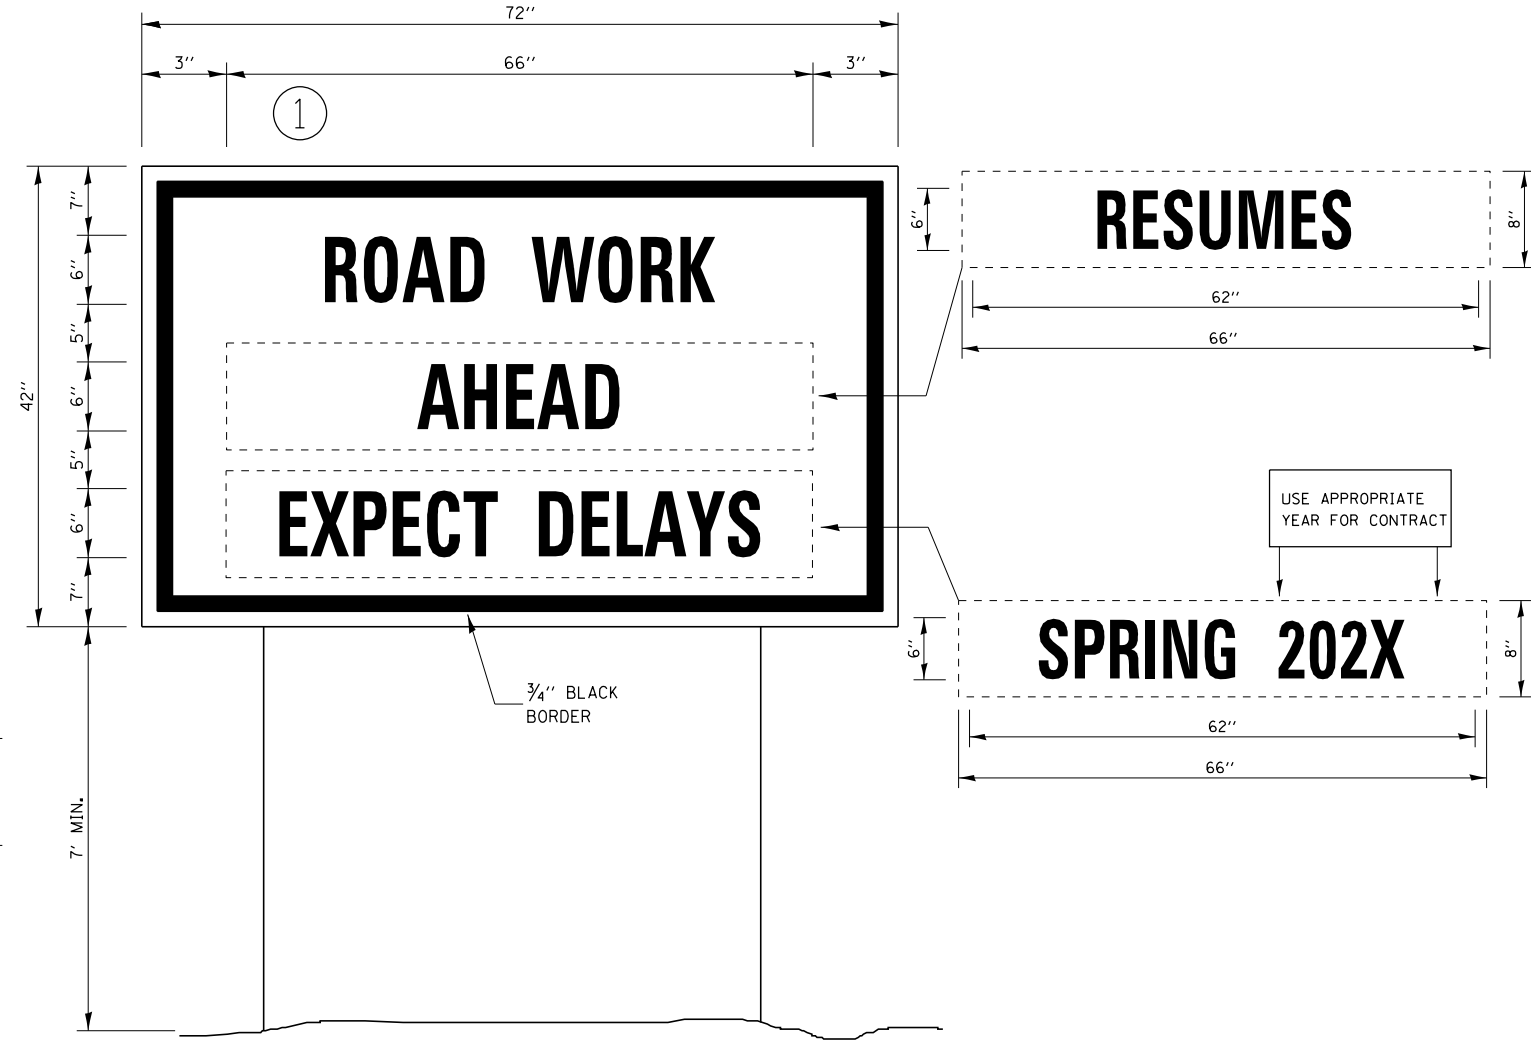 72''
3'' 66'' 3''
1
7''
6''
5''
6''
5''
6''
7''
42''
7' MIN.
ROAD WORK
AHEAD
EXPECT DELAYS
3/4'' BLACK
BORDER
RESUMES
6''
8''
62''
66''
USE APPROPRIATE
YEAR FOR CONTRACT
SPRING 202X
6''
8''
62''
66''